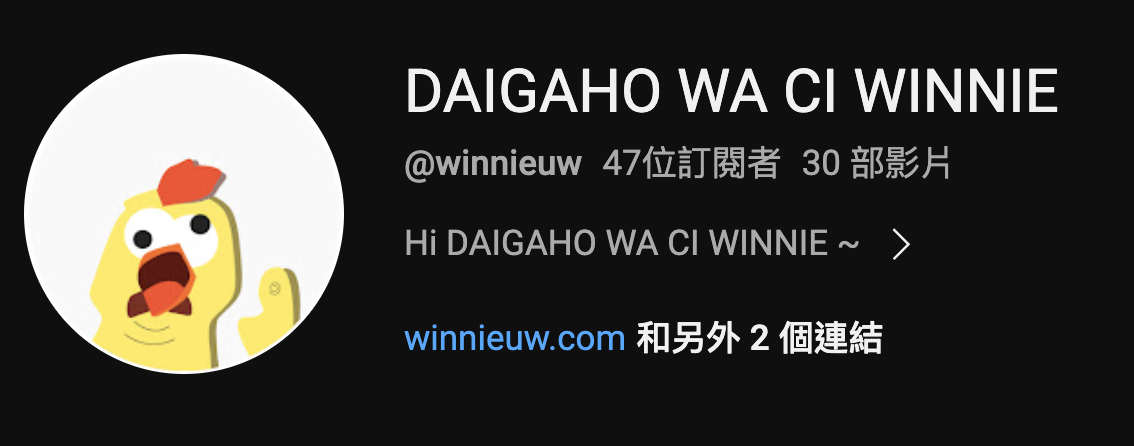 DAIGAHO WA CI WINNIE
@winnieuw 47位訂閱者 30 部影片
Hi DAIGAHO WA CI WINNIE ~
winnieuw.com 和另外 2 個連結